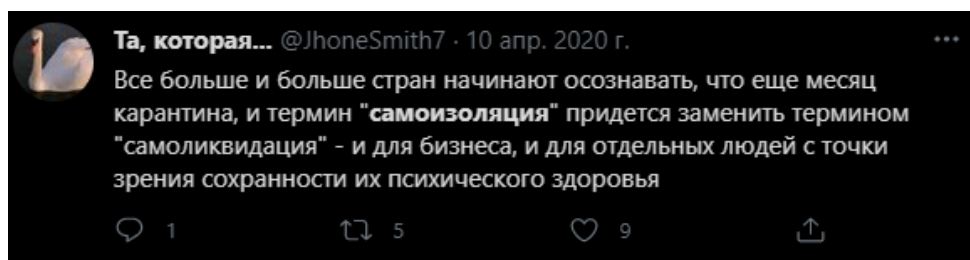 Та, которая... @JhoneSmith7 · 10 апр. 2020 г.
Все больше и больше стран начинают осознавать, что еще месяц
карантина, и термин "самоизоляция" придется заменить термином
"самоликвидация" - и для бизнеса, и для отдельных людей с точки
зрения сохранности их психического здоровья
1 5 9